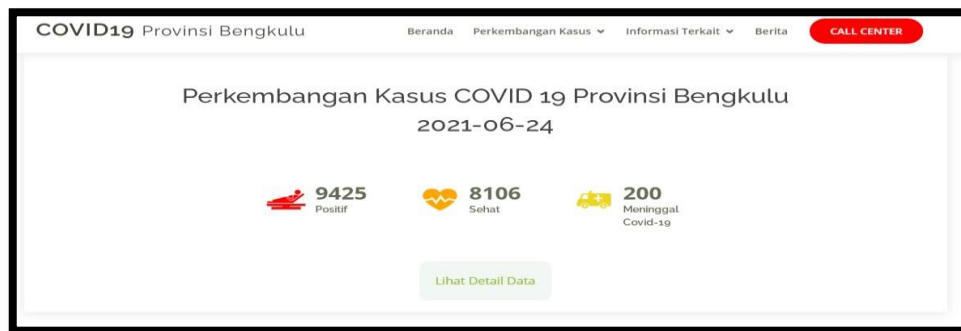 COVID19 Provinsi Bengkulu
Beranda Perkembangan Kasus Informasi Terkait Berita CALL CENTER
Perkembangan Kasus COVID 19 Provinsi Bengkulu
2021-06-24
9425
Positif
8106
Sehat
200
Meninggal
Covid-19
Lihat Detail Data